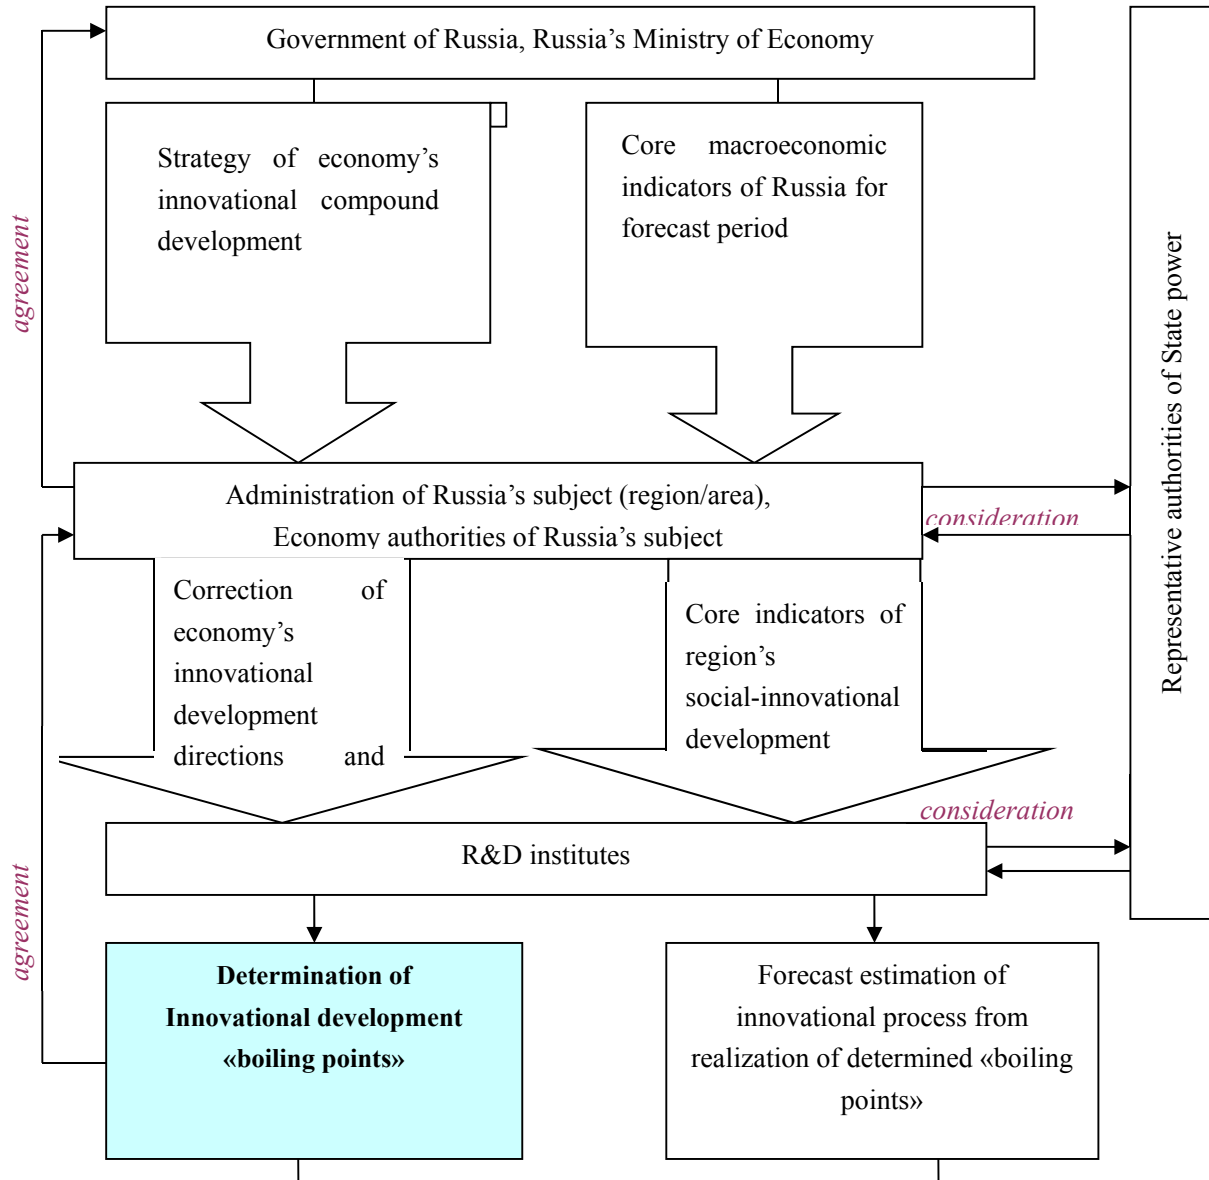 Government of Russia, Russia’s Ministry of Economy
Strategy of economy’s
innovational compound
development
Core macroeconomic
indicators of Russia for
forecast period
agreement
Representative authorities of State power
Administration of Russia’s subject (region/area),
Economy authorities of Russia’s subject
consideration
Correction of
economy’s
innovational
development
directions and
Core indicators of
region’s
social-innovational
development
consideration
R&D institutes
agreement
Determination of
Innovational development
«boiling points»
Forecast estimation of
innovational process from
realization of determined «boiling
points»